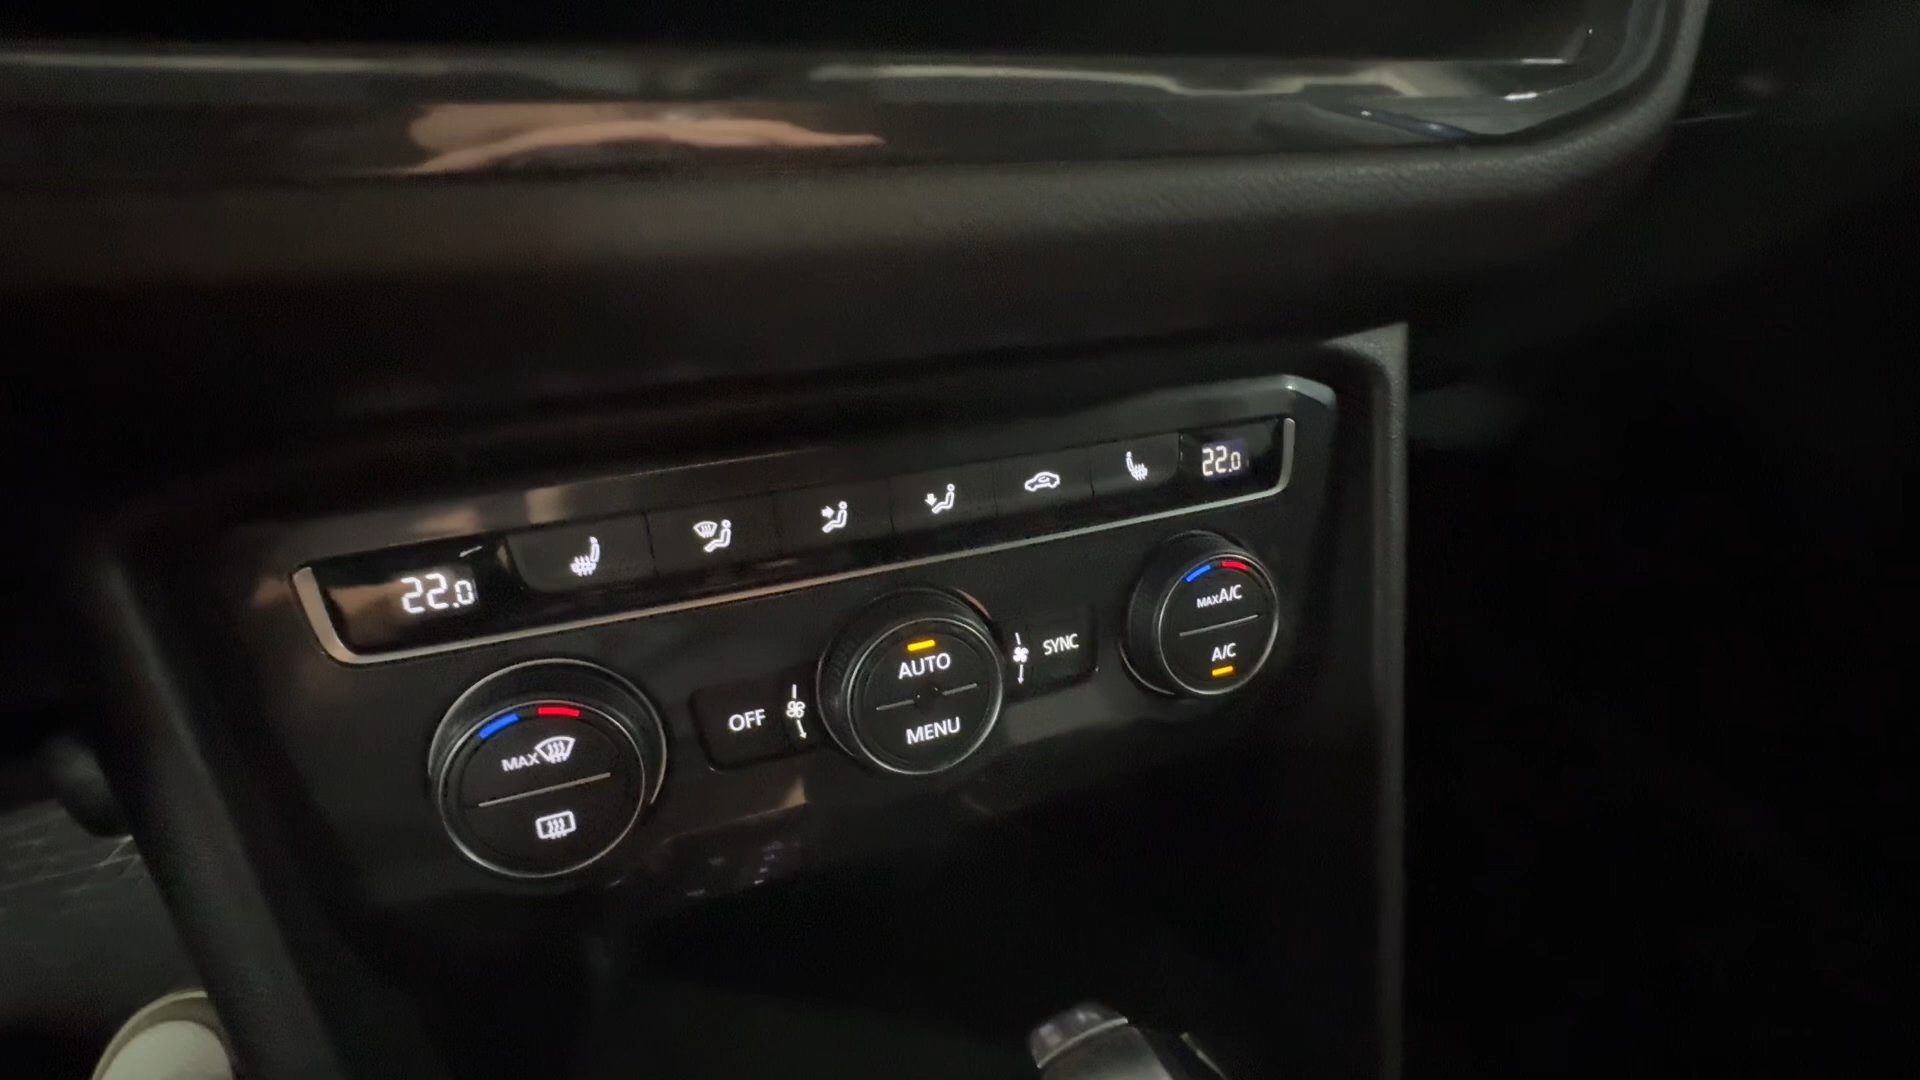 22.0
22.0
MAX A/C
A/C
AUTO
SYNC
OFF
MENU
MAX